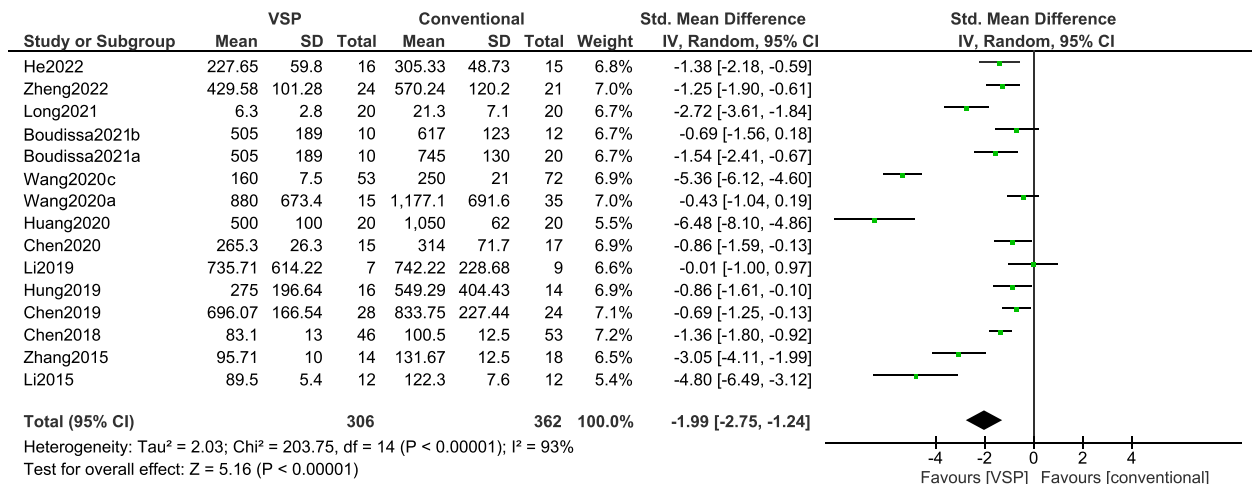 VSP Conventional Std. Mean Difference Std. Mean Difference
Study or Subgroup Mean SD Total Mean SD Total Weight IV, Random, 95% CI IV, Random, 95% CI
He2022 227.65 59.8 16 305.33 48.73 15 6.8% -1.38 [-2.18, -0.59]
Zheng2022 429.58 101.28 24 570.24 120.2 21 7.0% -1.25 [-1.90, -0.61]
Long2021 6.3 2.8 20 21.3 7.1 20 6.7% -2.72 [-3.61, -1.84]
Boudissa2021b 505 189 10 617 123 12 6.7% -0.69 [-1.56, 0.18]
Boudissa2021a 505 189 10 745 130 20 6.7% -1.54 [-2.41, -0.67]
Wang2020c 160 7.5 53 250 21 72 6.9% -5.36 [-6.12, -4.60]
Wang2020a 880 673.4 15 1,177.1 691.6 35 7.0% -0.43 [-1.04, 0.19]
Huang2020 500 100 20 1,050 62 20 5.5% -6.48 [-8.10, -4.86]
Chen2020 265.3 26.3 15 314 71.7 17 6.9% -0.86 [-1.59, -0.13]
Li2019 735.71 614.22 7 742.22 228.68 9 6.6% -0.01 [-1.00, 0.97]
Hung2019 275 196.64 16 549.29 404.43 14 6.9% -0.86 [-1.61, -0.10]
Chen2019 696.07 166.54 28 833.75 227.44 24 7.1% -0.69 [-1.25, -0.13]
Chen2018 83.1 13 46 100.5 12.5 53 7.2% -1.36 [-1.80, -0.92]
Zhang2015 95.71 10 14 131.67 12.5 18 6.5% -3.05 [-4.11, -1.99]
Li2015 89.5 5.4 12 122.3 7.6 12 5.4% -4.80 [-6.49, -3.12]
Total (95% CI) 306 362 100.0% -1.99 [-2.75, -1.24]
Heterogeneity: Tau² = 2.03; Chi² = 203.75, df = 14 (P < 0.00001); I² = 93%
Test for overall effect: Z = 5.16 (P < 0.00001)
-4 -2 0 2 4
Favours [VSP] Favours [conventional]